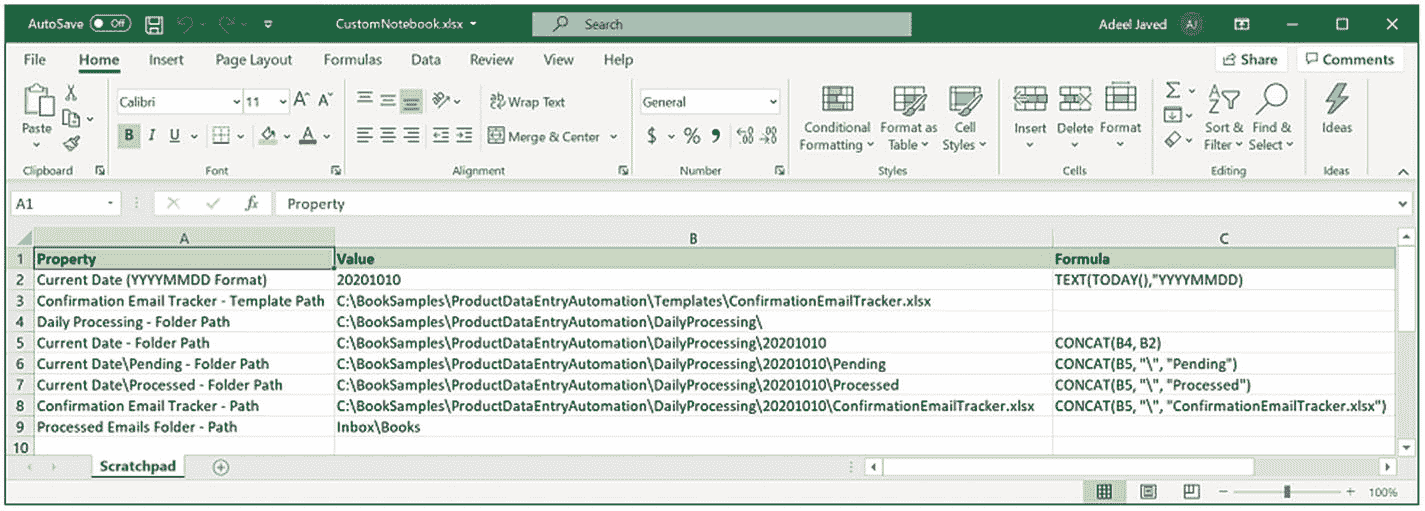 AutoSave Off CustomNotebook.xlsx Search Adeel Javed AJ
File Home Insert Page Layout Formulas Data Review View Help Share Comments
Calibri 11 A A Wrap Text General
Paste B I U A Merge & Center $ % Conditional Formatting Format as Table Cell Styles Insert Delete Format Sort & Filter Find & Select Ideas
Clipboard Font Alignment Number Styles Cells Editing Ideas
A1 fx Property
A B C
1 Property Value Formula
2 Current Date (YYYYMMDD Format) 20201010 TEXT(TODAY(),"YYYYMMDD)
3 Confirmation Email Tracker - Template Path C:\BookSamples\ProductDataEntryAutomation\Templates\ConfirmationEmailTracker.xlsx
4 Daily Processing - Folder Path C:\BookSamples\ProductDataEntryAutomation\DailyProcessing\
5 Current Date - Folder Path C:\BookSamples\ProductDataEntryAutomation\DailyProcessing\20201010 CONCAT(B4, B2)
6 Current Date\Pending - Folder Path C:\BookSamples\ProductDataEntryAutomation\DailyProcessing\20201010\Pending CONCAT(B5, "\", "Pending")
7 Current Date\Processed - Folder Path C:\BookSamples\ProductDataEntryAutomation\DailyProcessing\20201010\Processed CONCAT(B5, "\", "Processed")
8 Confirmation Email Tracker - Path C:\BookSamples\ProductDataEntryAutomation\DailyProcessing\20201010\ConfirmationEmailTracker.xlsx CONCAT(B5, "\", "ConfirmationEmailTracker.xlsx")
9 Processed Emails Folder - Path Inbox\Books
10
Scratchpad
100%